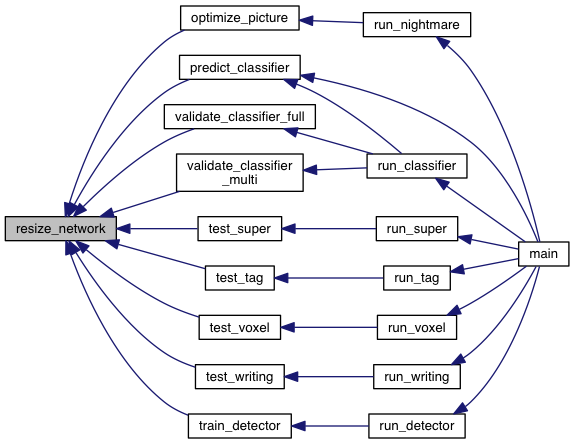 optimize_picture
run_nightmare
predict_classifier
validate_classifier_full
validate_classifier
_multi
run_classifier
resize_network
test_super
run_super
main
test_tag
run_tag
test_voxel
run_voxel
test_writing
run_writing
train_detector
run_detector